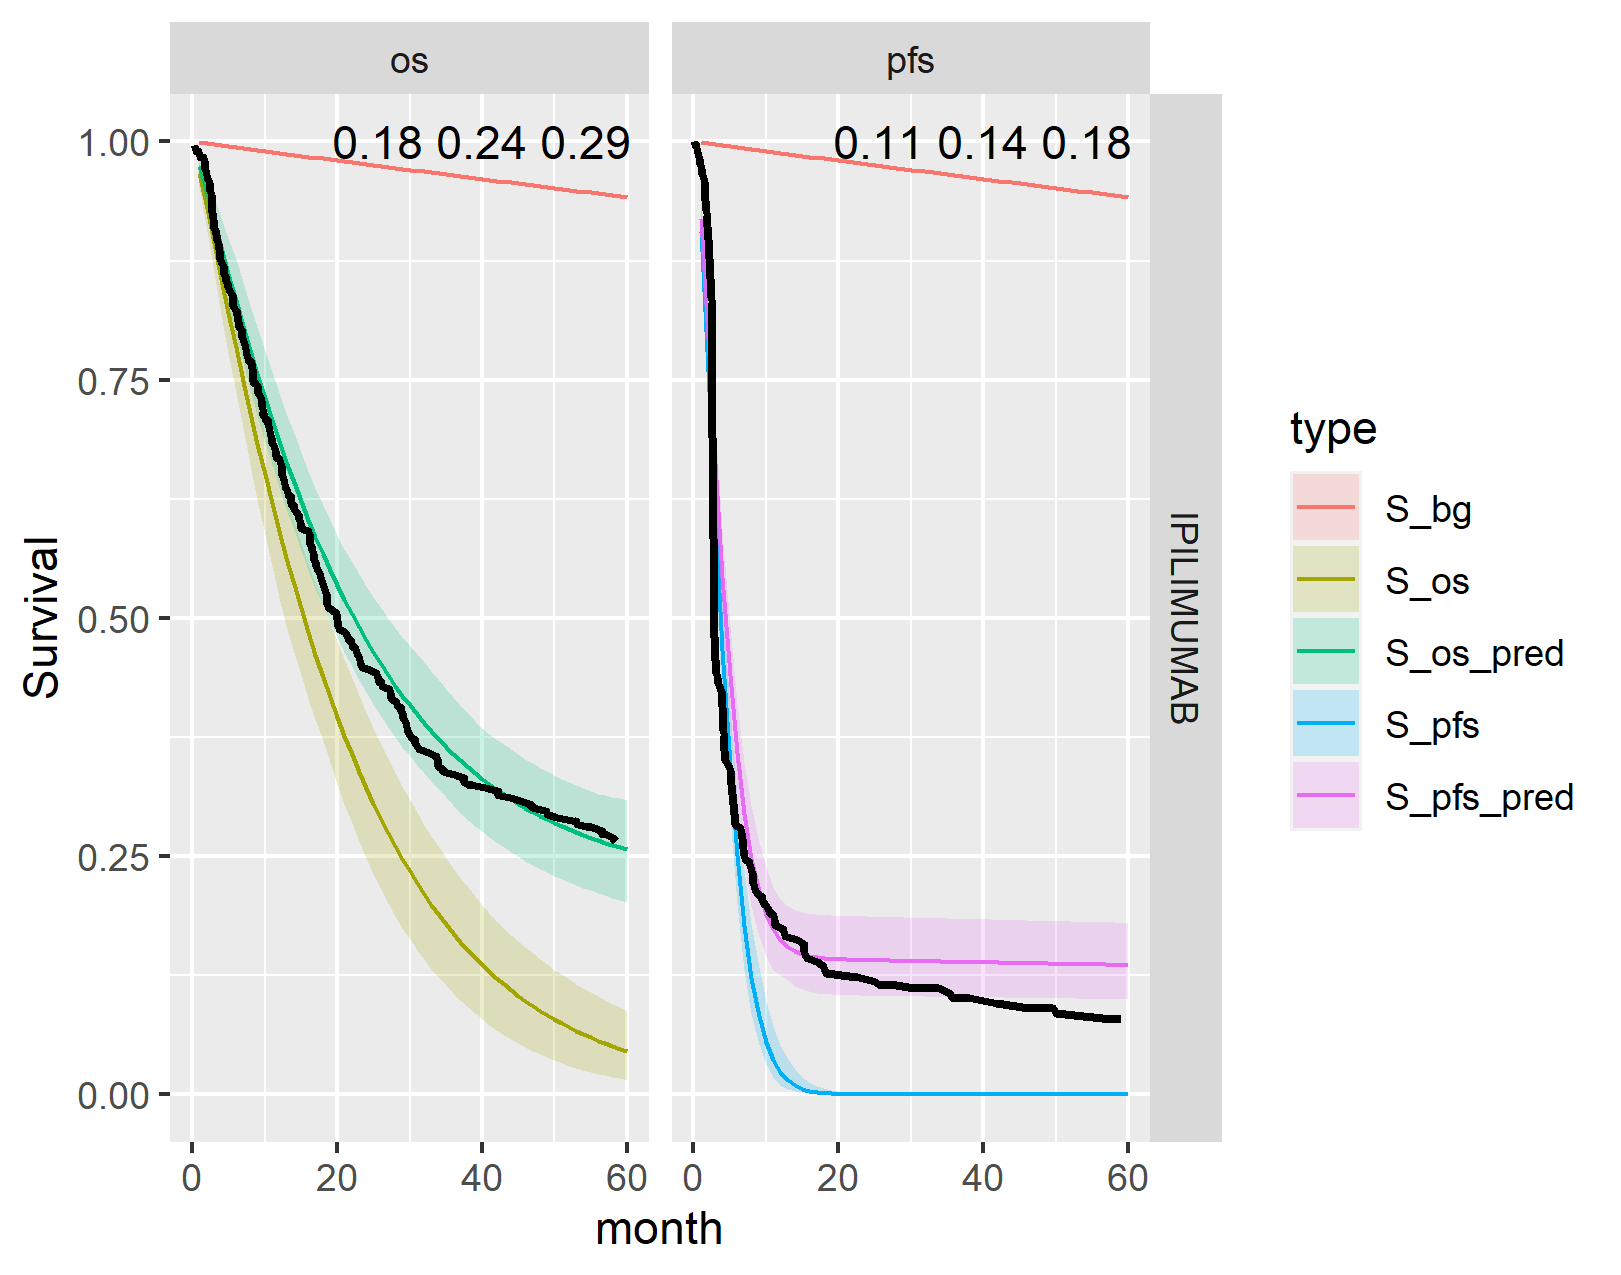 os
pfs
0.18 0.24 0.29
0.11 0.14 0.18
1.00
0.75
0.50
0.25
0.00
Survival
IPILIMUMAB
0 20 40 60
0 20 40 60
month
type
S_bg
S_os
S_os_pred
S_pfs
S_pfs_pred